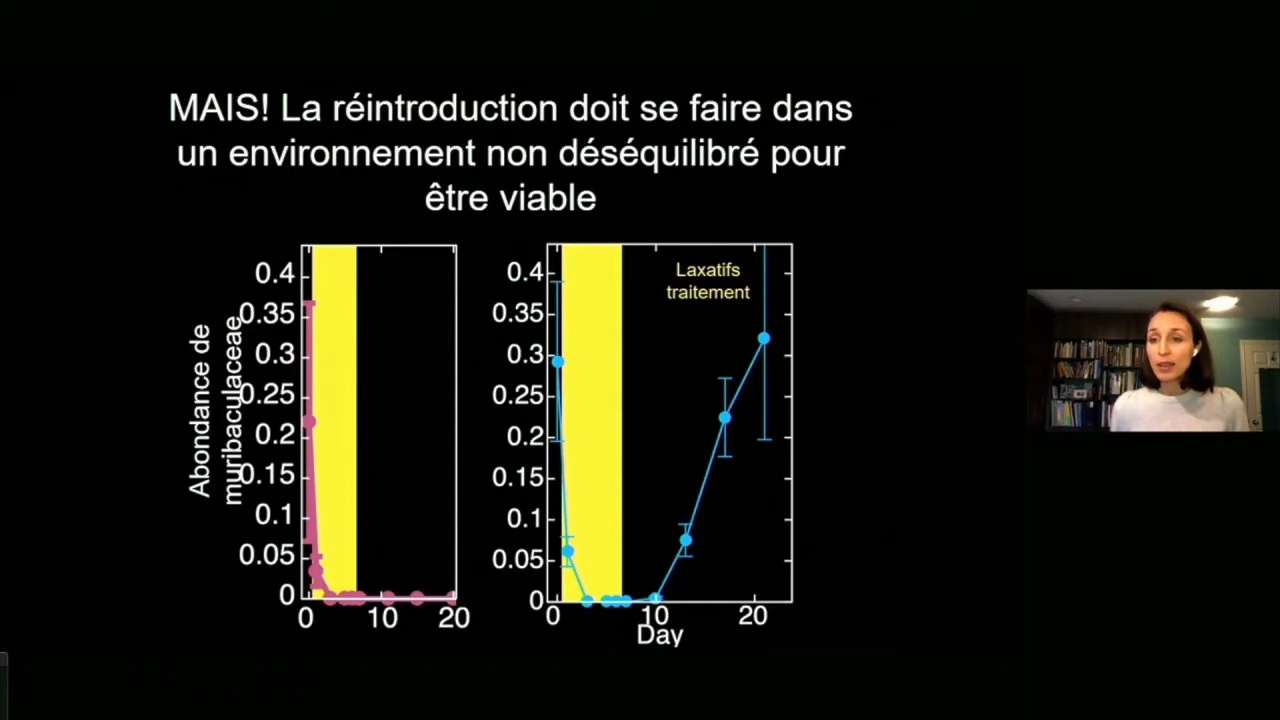 MAIS! La réintroduction doit se faire dans
un environnement non déséquilibré pour
être viable
Abondance de
muribaculaceae
0.4
0.35
0.3
0.25
0.2
0.15
0.1
0.05
0
0 10 20
0.4
0.35
0.3
0.25
0.2
0.15
0.1
0.05
0
0 10 20
Laxatifs
traitement
Day